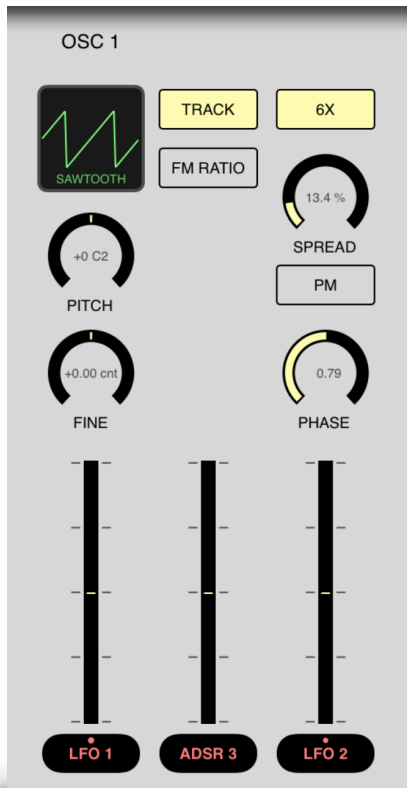 OSC 1
SAWTOOTH
TRACK
6X
FM RATIO
13.4 %
SPREAD
+0 C2
PITCH
PM
+0.00 cnt
FINE
0.79
PHASE
LFO 1
ADSR 3
LFO 2